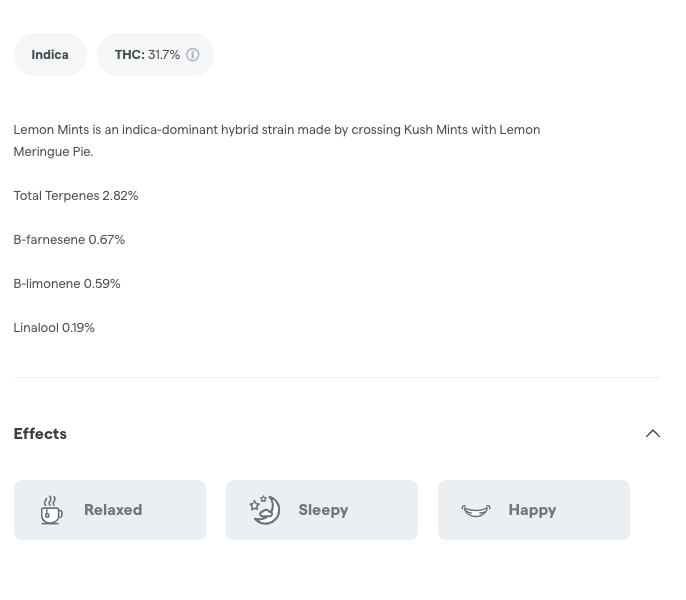 Indica
THC: 31.7%
Lemon Mints is an indica-dominant hybrid strain made by crossing Kush Mints with Lemon
Meringue Pie.
Total Terpenes 2.82%
B-farnesene 0.67%
B-limonene 0.59%
Linalool 0.19%
Effects
Relaxed
Sleepy
Happy